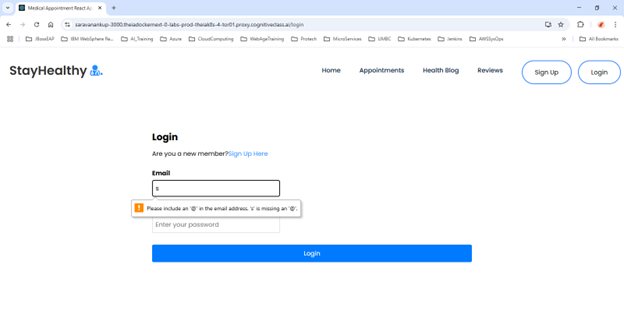 Medical Appointment React Ap
saravanankup-3000.theiadockernext-0-labs-prod-theiak8s-4-tor01.proxy.cognitiveclass.ai/login
IBM WebSphere Re...
AI_Training
Azure
CloudComputing
WebAgeTraining
Protech
MicroServices
UMBC
Kubernetes
Jenkins
AWSSysOps
All Bookmarks
StayHealthy
Home
Appointments
Health Blog
Reviews
Sign Up
Login
Login
Are you a new member?Sign Up Here
Email
s
Please include an '@' in the email address. 's' is missing an '@'.
Enter your password
Login